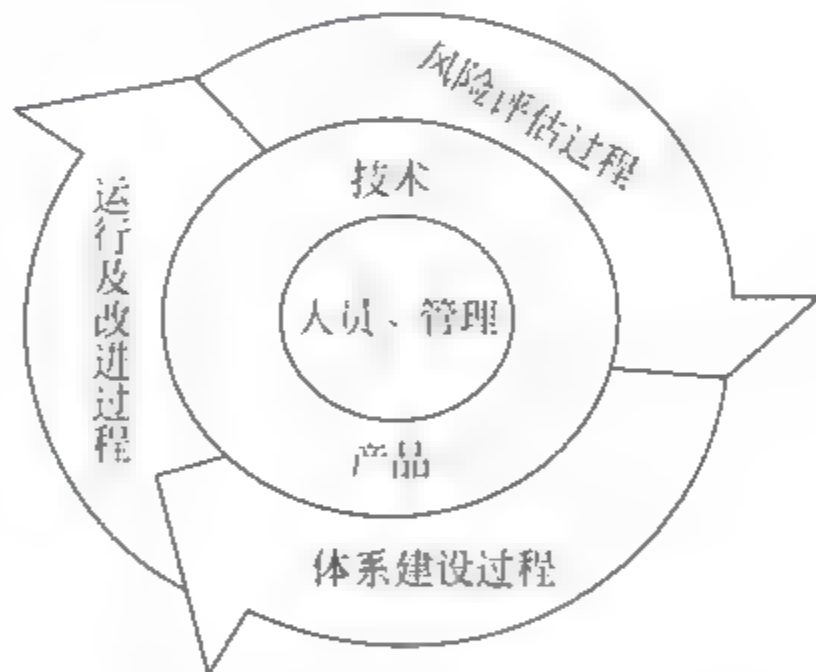 风险评估过程
技术
人员、管理
运行及改进过程
产品
体系建设过程